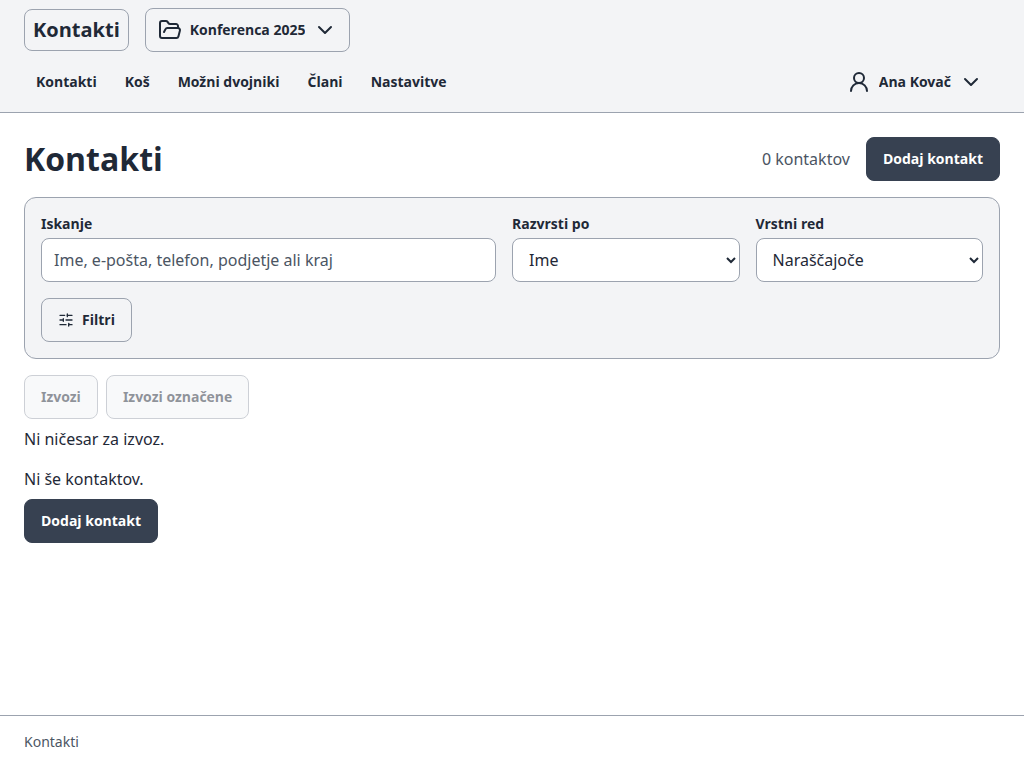 Kontakti
Konferenca 2025
Kontakti
Koš
Možni dvojniki
Člani
Nastavitve
Ana Kovač
Kontakti
0 kontaktov
Dodaj kontakt
Iskanje
Razvrsti po
Vrstni red
Ime, e-pošta, telefon, podjetje ali kraj
Ime
Naraščajoče
Filtri
Izvozi
Izvozi označene
Ni ničesar za izvoz.
Ni še kontaktov.
Dodaj kontakt
Kontakti